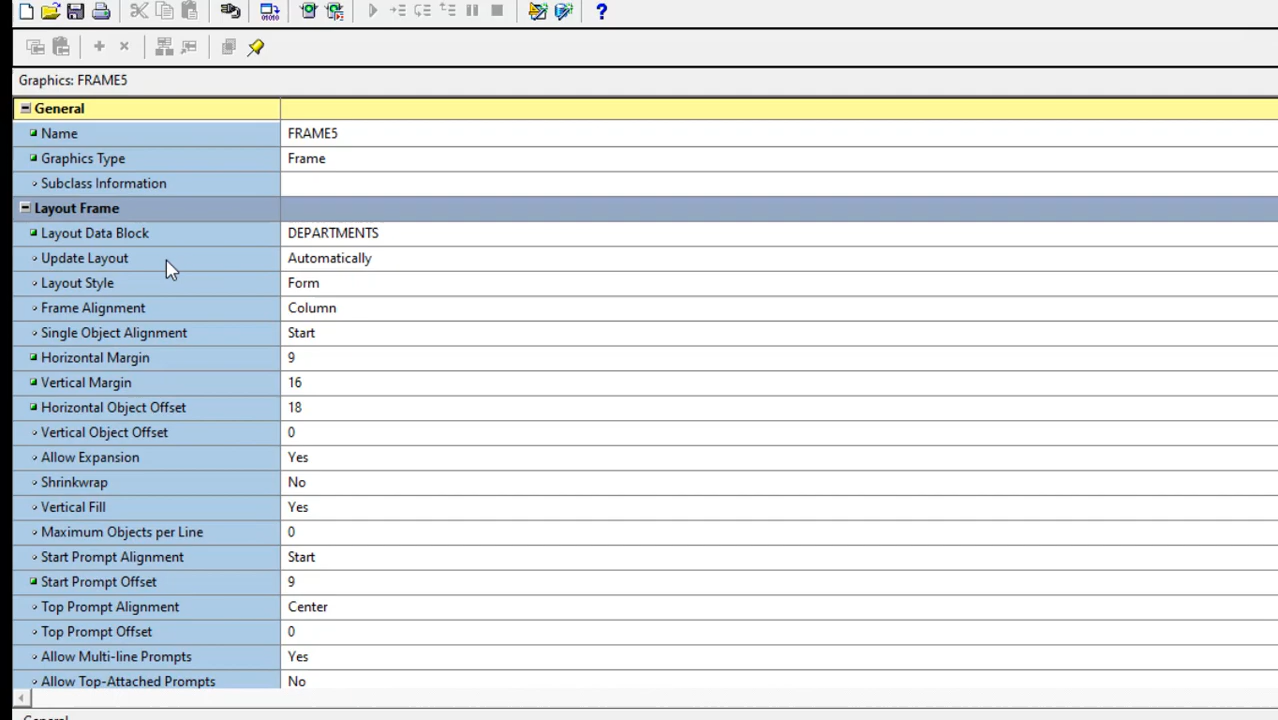 Graphics: FRAME5
General
Name FRAME5
Graphics Type Frame
Subclass Information
Layout Frame
Layout Data Block DEPARTMENTS
Update Layout Automatically
Layout Style Form
Frame Alignment Column
Single Object Alignment Start
Horizontal Margin 9
Vertical Margin 16
Horizontal Object Offset 18
Vertical Object Offset 0
Allow Expansion Yes
Shrinkwrap No
Vertical Fill Yes
Maximum Objects per Line 0
Start Prompt Alignment Start
Start Prompt Offset 9
Top Prompt Alignment Center
Top Prompt Offset 0
Allow Multi-line Prompts Yes
Allow Top-Attached Prompts No
General